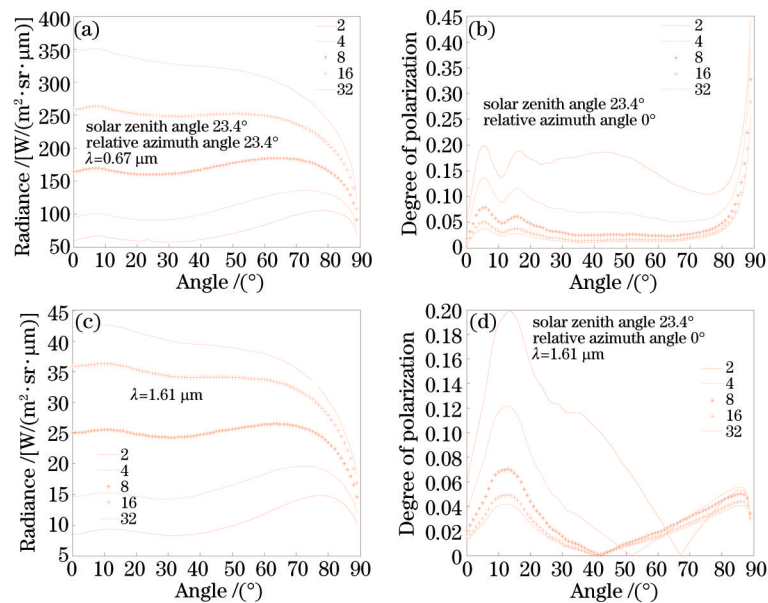 (a)
Radiance /[W/(m²·sr·μm)]
400
350
300
250
200
150
100
50
2
4
8
16
32
solar zenith angle 23.4°
relative azimuth angle 23.4°
λ=0.67 μm
0 10 20 30 40 50 60 70 80 90
Angle /(°)
(b)
Degree of polarization
0.45
0.40
0.35
0.30
0.25
0.20
0.15
0.10
0.05
0
2
4
8
16
32
solar zenith angle 23.4°
relative azimuth angle 0°
0 10 20 30 40 50 60 70 80 90
Angle /(°)
(c)
Radiance /[W/(m²·sr·μm)]
45
40
35
30
25
20
15
10
5
λ=1.61 μm
2
4
8
16
32
0 10 20 30 40 50 60 70 80 90
Angle /(°)
(d)
Degree of polarization
0.20
0.18
0.16
0.14
0.12
0.10
0.08
0.06
0.04
0.02
0
solar zenith angle 23.4°
relative azimuth angle 0°
λ=1.61 μm
2
4
8
16
32
0 10 20 30 40 50 60 70 80 90
Angle /(°)